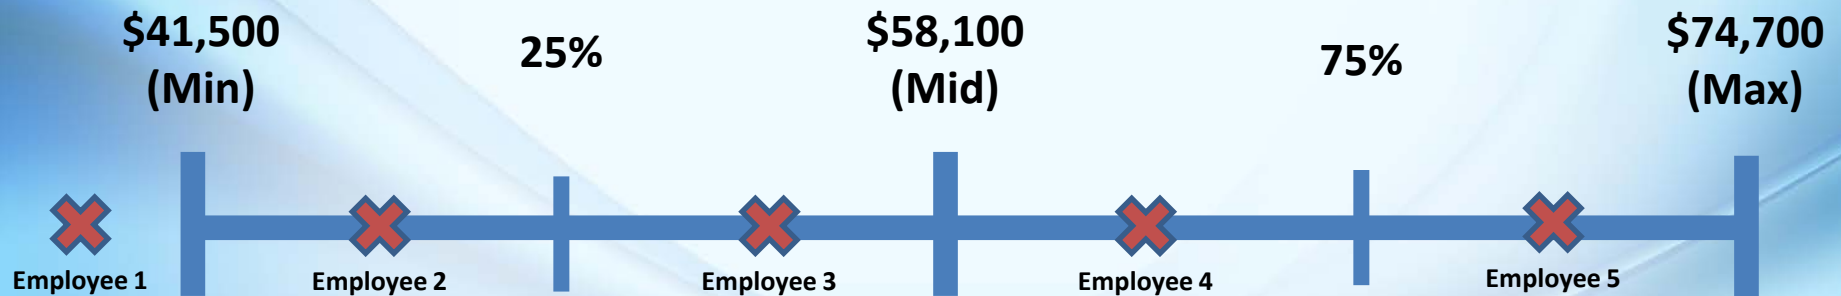 $41,500
(Min)
25%
$58,100
(Mid)
75%
$74,700
(Max)
Employee 1
Employee 2
Employee 3
Employee 4
Employee 5